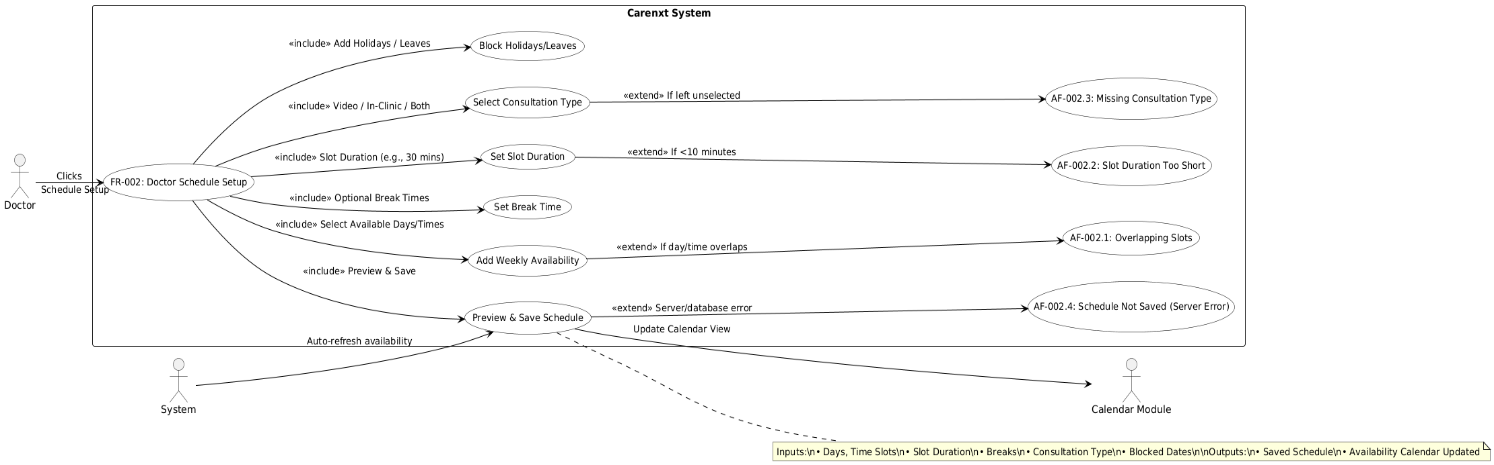 Carenxt System
«include» Add Holidays / Leaves
Block Holidays/Leaves
«include» Video / In-Clinic / Both
Select Consultation Type
«extend» If left unselected
AF-002.3: Missing Consultation Type
«include» Slot Duration (e.g., 30 mins)
Set Slot Duration
«extend» If <10 minutes
AF-002.2: Slot Duration Too Short
Doctor
Clicks
Schedule Setup
FR-002: Doctor Schedule Setup
«include» Optional Break Times
Set Break Time
«include» Select Available Days/Times
Add Weekly Availability
«extend» If day/time overlaps
AF-002.1: Overlapping Slots
«include» Preview & Save
Preview & Save Schedule
«extend» Server/database error
AF-002.4: Schedule Not Saved (Server Error)
Update Calendar View
Auto-refresh availability
System
Calendar Module
Inputs:\n• Days, Time Slots\n• Slot Duration\n• Breaks\n• Consultation Type\n• Blocked Dates\n\nOutputs:\n• Saved Schedule\n• Availability Calendar Updated